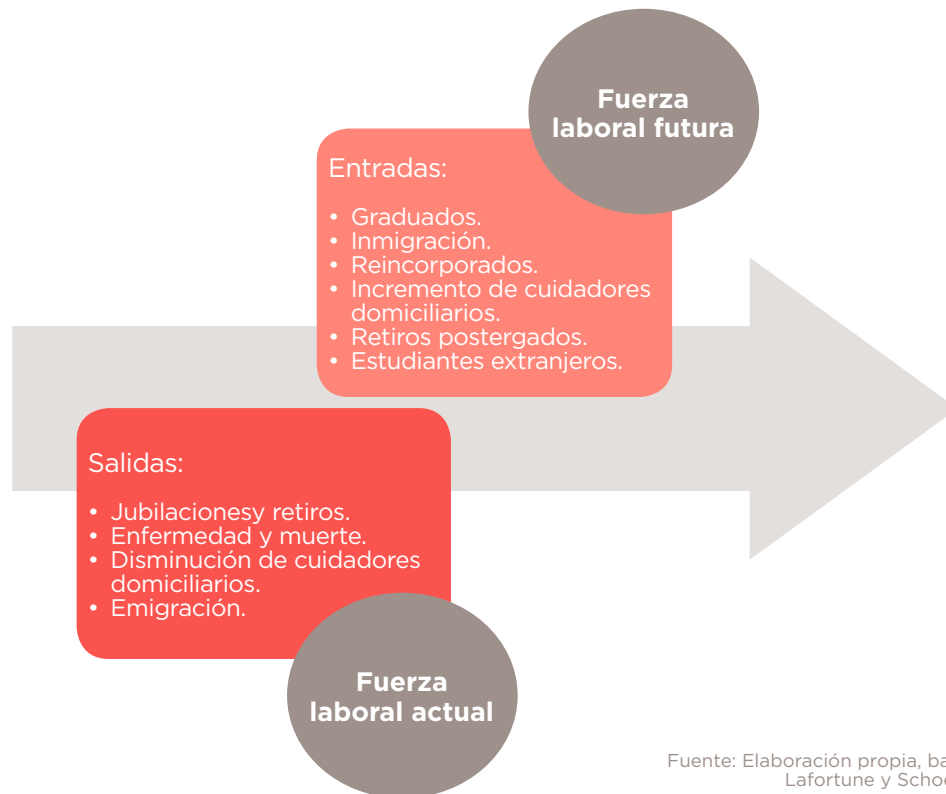 Fuerza
laboral futura
Entradas:
• Graduados.
• Inmigración.
• Reincorporados.
• Incremento de cuidadores
domiciliarios.
• Retiros postergados.
• Estudiantes extranjeros.
Salidas:
• Jubilacionesy retiros.
• Enfermedad y muerte.
• Disminución de cuidadores
domiciliarios.
• Emigración.
Fuerza
laboral actual
Fuente: Elaboración propia,
Lafortune y